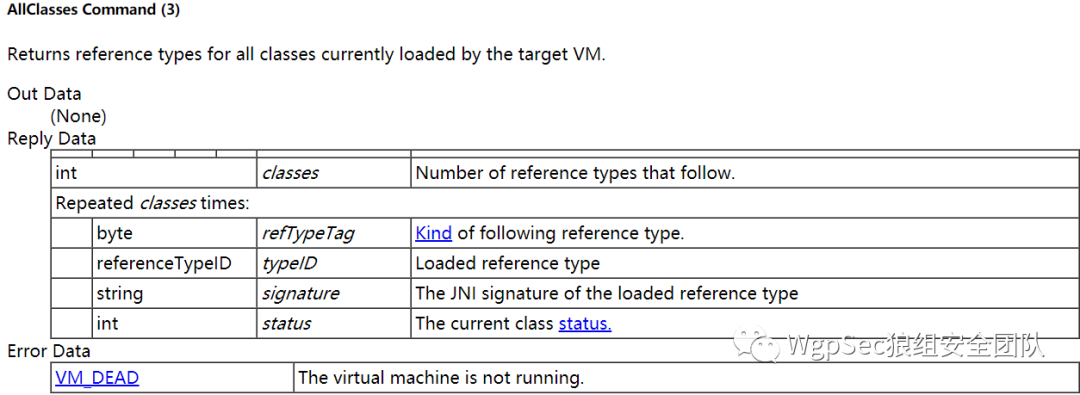 AllClasses Command (3)
Returns reference types for all classes currently loaded by the target VM.
Out Data
(None)
Reply Data
int classes Number of reference types that follow.
Repeated classes times:
byte refTypeTag Kind of following reference type.
referenceTypeID typeID Loaded reference type
string signature The JNI signature of the loaded reference type
int status The current class status.
Error Data
VM_DEAD The virtual machine is not running.
WgpSec狼组安全团队